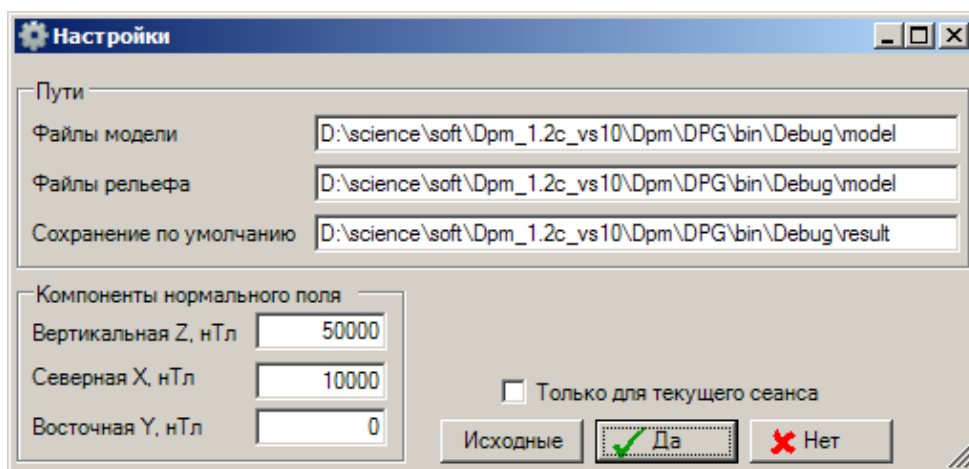 Настройки
Пути
Файлы модели D:\science\soft\Dpm_1.2c_vs10\Dpm\DPG\bin\Debug\model
Файлы рельефа D:\science\soft\Dpm_1.2c_vs10\Dpm\DPG\bin\Debug\model
Сохранение по умолчанию D:\science\soft\Dpm_1.2c_vs10\Dpm\DPG\bin\Debug\result
Компоненты нормального поля
Вертикальная Z, нТл 50000
Северная X, нТл 10000
Восточная Y, нТл 0
Только для текущего сеанса
Исходные Да Нет